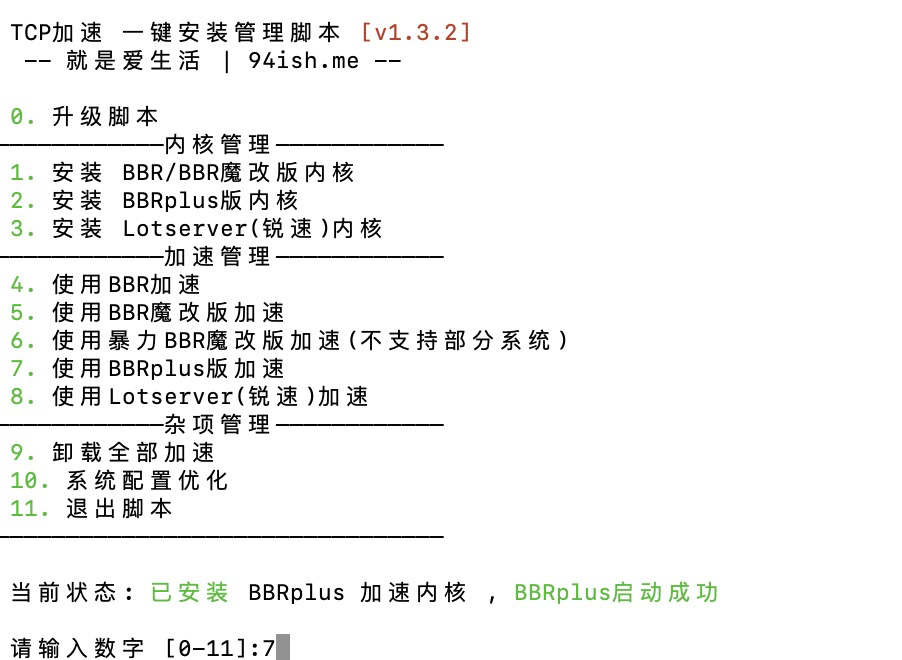 TCP加速 一键安装管理脚本 [v1.3.2]
-- 就是爱生活 | 94ish.me --
0. 升级脚本
————————————内核管理————————————
1. 安装 BBR/BBR魔改版内核
2. 安装 BBRplus版内核
3. 安装 Lotserver(锐速)内核
————————————加速管理————————————
4. 使用BBR加速
5. 使用BBR魔改版加速
6. 使用暴力BBR魔改版加速(不支持部分系统)
7. 使用BBRplus版加速
8. 使用Lotserver(锐速)加速
————————————杂项管理————————————
9. 卸载全部加速
10. 系统配置优化
11. 退出脚本
————————————————————————————————
当前状态: 已安装 BBRplus 加速内核 , BBRplus启动成功
请输入数字 [0-11]:7